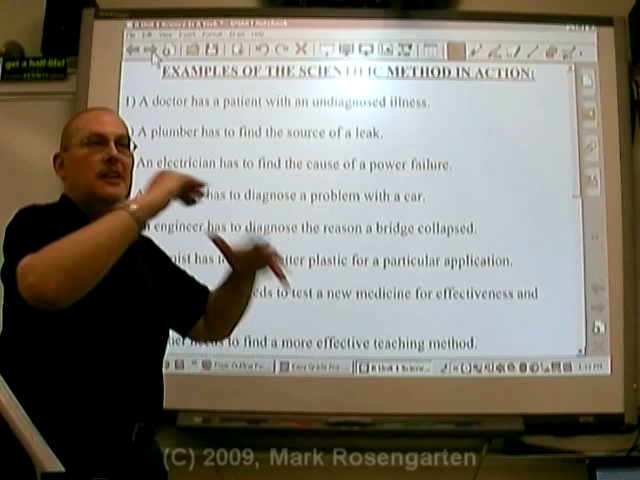 get a half-life!
File Edit View
EXAMPLES OF THE SCIENTIFIC METHOD IN ACTION:
1) A doctor has a patient with an undiagnosed illness.
A plumber has to find the source of a leak.
An electrician has to find the cause of a power failure.
has to diagnose a problem with a car.
engineer has to diagnose the reason a bridge collapsed.
plastic for a particular application.
to test a new medicine for effectiveness and
to find a more effective teaching method.
(C) 2009, Mark Rosengarten